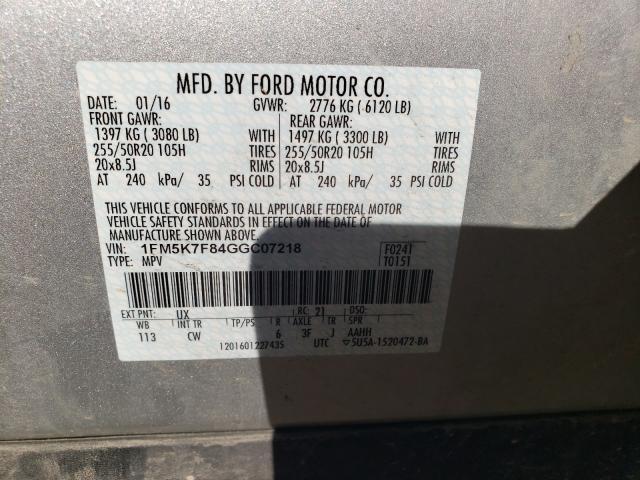 MFD. BY FORD MOTOR CO.
DATE: 01/16 GVWR: 2776 KG ( 6120 LB)
FRONT GAWR: REAR GAWR:
1397 KG ( 3080 LB) WITH 1497 KG ( 3300 LB) WITH
255/50R20 105H TIRES 255/50R20 105H TIRES
20x8.5J RIMS 20x8.5J RIMS
AT 240 kPa/ 35 PSI COLD AT 240 kPa/ 35 PSI COLD
THIS VEHICLE CONFORMS TO ALL APPLICABLE FEDERAL MOTOR
VEHICLE SAFETY STANDARDS IN EFFECT ON THE DATE OF
MANUFACTURE SHOWN ABOVE.
VIN: 1FM5K7F84GGC07218 F0241
TYPE: MPV T0151
EXT PNT: UX RC: 21 DSO:
WB INT TR TP/PS R AXLE TR SPR
113 CW 6 3F J AAHH
1201601227435 UTC ▽5U5A-1520472-BA